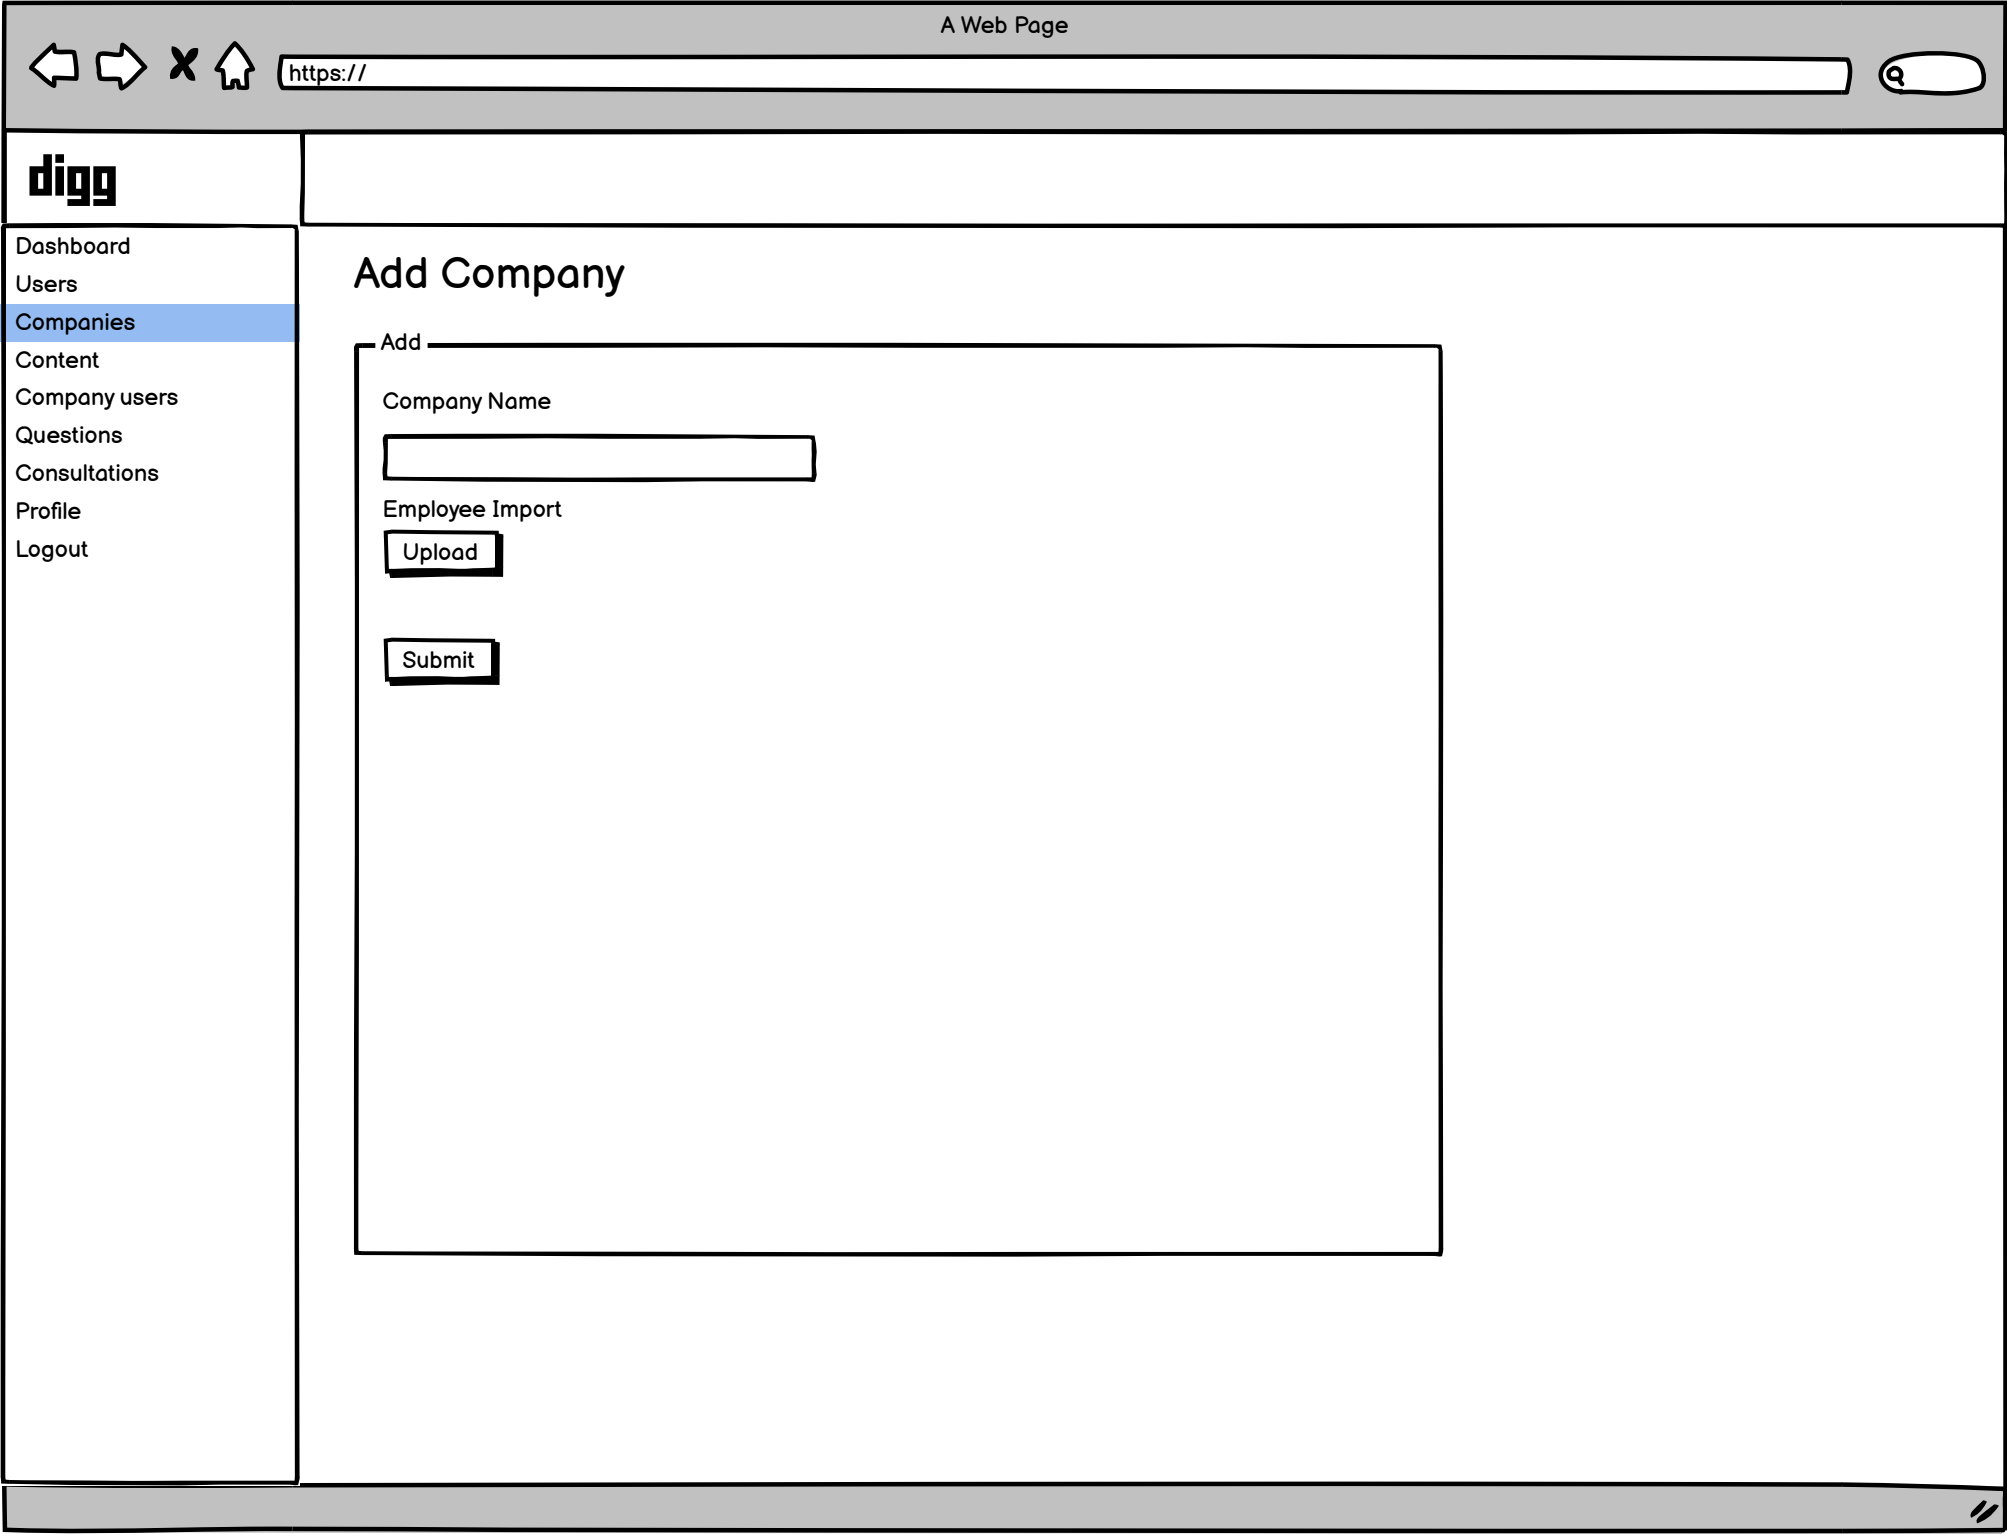 A Web Page
https://
digg
Dashboard
Users
Companies
Content
Company users
Questions
Consultations
Profile
Logout
Add Company
Add
Company Name
Employee Import
Upload
Submit